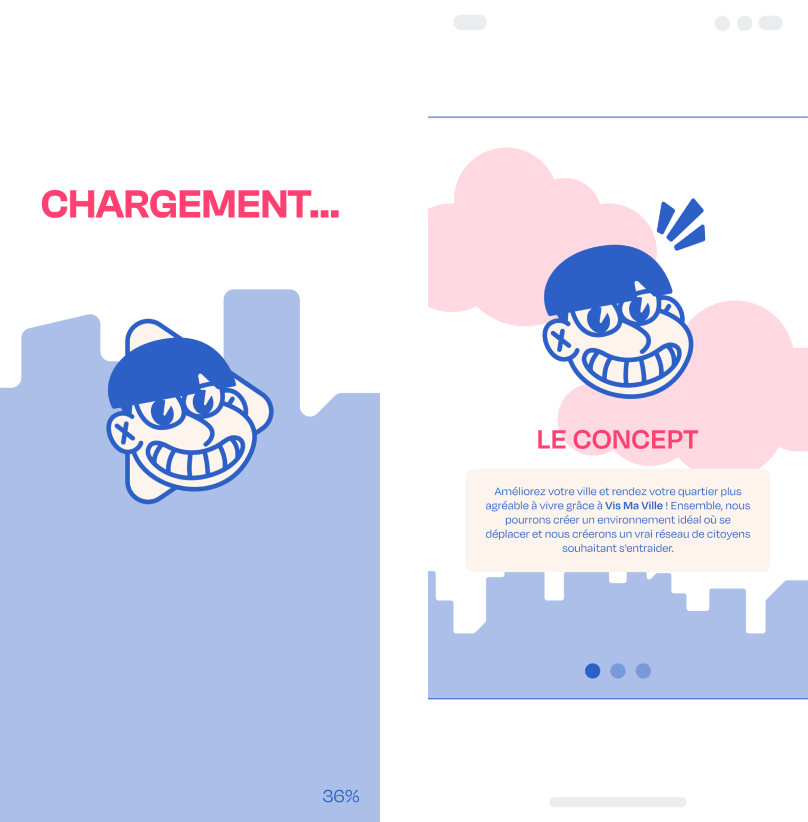 CHARGEMENT...
36%
LE CONCEPT
Améliorez votre ville et rendez votre quartier plus
agréable à vivre grâce à Vis Ma Ville ! Ensemble, nous
pourrons créer un environnement idéal où se
déplacer et nous créerons un vrai réseau de citoyens
souhaitant s'entraider.